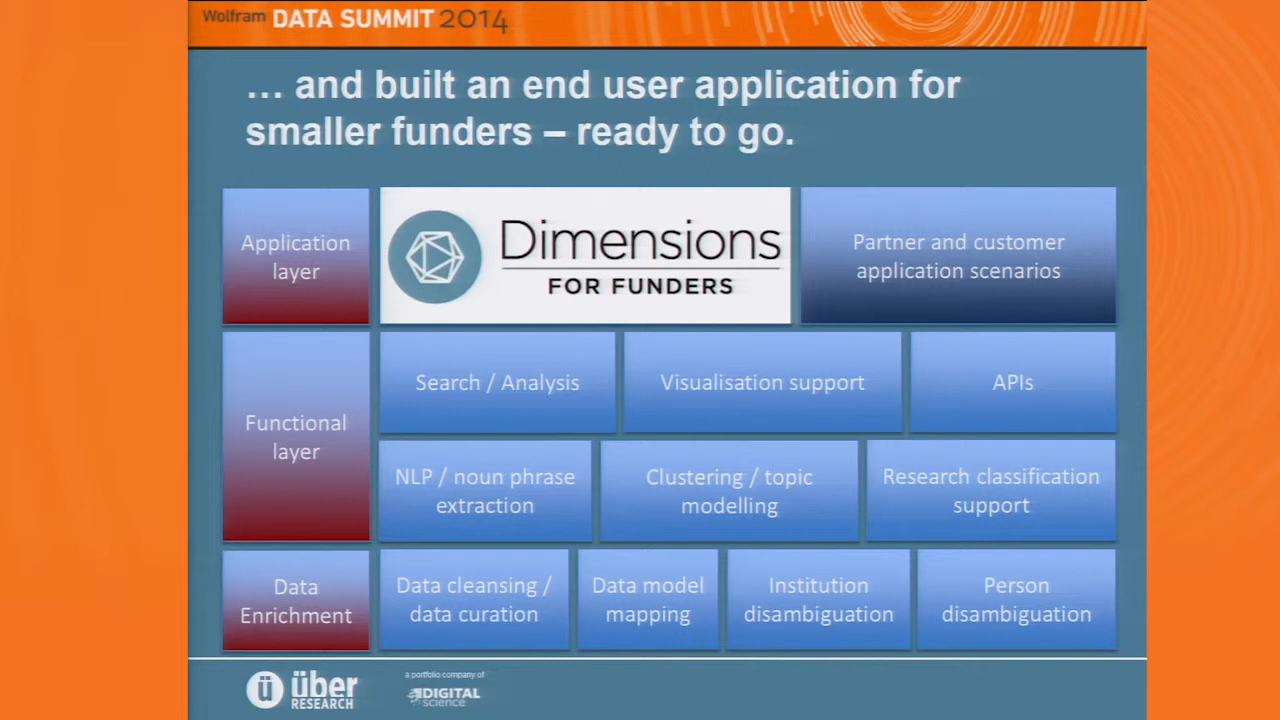 Wolfram DATA SUMMIT 2014
… and built an end user application for
smaller funders – ready to go.
Application
layer
Dimensions
FOR FUNDERS
Partner and customer
application scenarios
Functional
layer
Search / Analysis
Visualisation support
APIs
NLP / noun phrase
extraction
Clustering / topic
modelling
Research classification
support
Data
Enrichment
Data cleansing /
data curation
Data model
mapping
Institution
disambiguation
Person
disambiguation
ü über
RESEARCH
a portfolio company of
DIGITAL
science